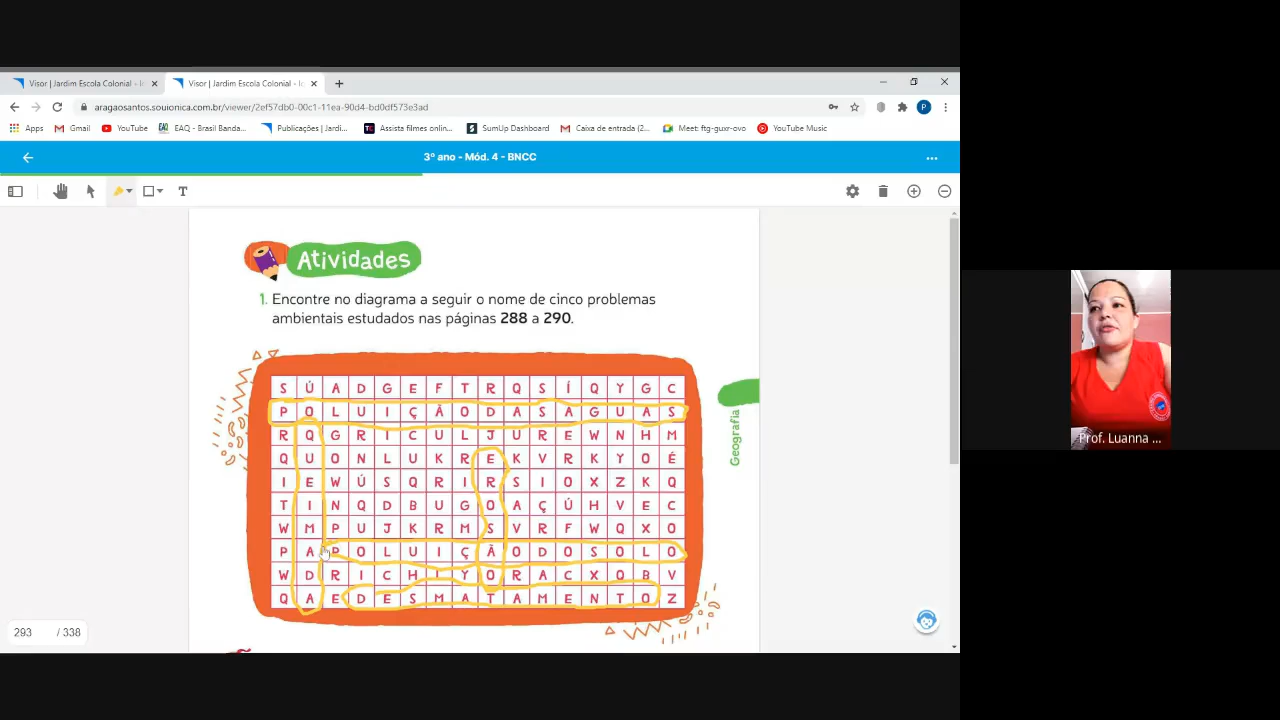 Visor | Jardim Escola Colonial - I
Visor | Jardim Escola Colonial - I
aragaosantos.souionica.com.br/viewer/2ef57db0-00c1-11ea-90d4-bd0df573e3ad
Apps Gmail YouTube EAQ - Brasil Banda... Publicações | Jardi... Assista filmes onlin... SumUp Dashboard Caixa de entrada (2... Meet: ftg-guxr-ovo YouTube Music
3º ano - Mód. 4 - BNCC
T
Atividades
1. Encontre no diagrama a seguir o nome de cinco problemas
ambientais estudados nas páginas 288 a 290.
S Ú A D G E F T R Q S Í Q Y G C
P O L U I Ç Ã O D A S A G U A S
R Q G R I C U L J U R E W N H M
Q U O N L U K R E K V R K Y O É
I E W Ú S Q R I R S I O X Z K Q
T I N Q D B U G O A Ç Ú H V E C
W M P U J K R M S V R F W Q X O
P A P O L U I Ç Ã O D O S O L O
W D R I C H I Y O R A C X Q B V
Q A E D E S M A T A M E N T O Z
Geografia
293 / 338
Prof. Luanna ...